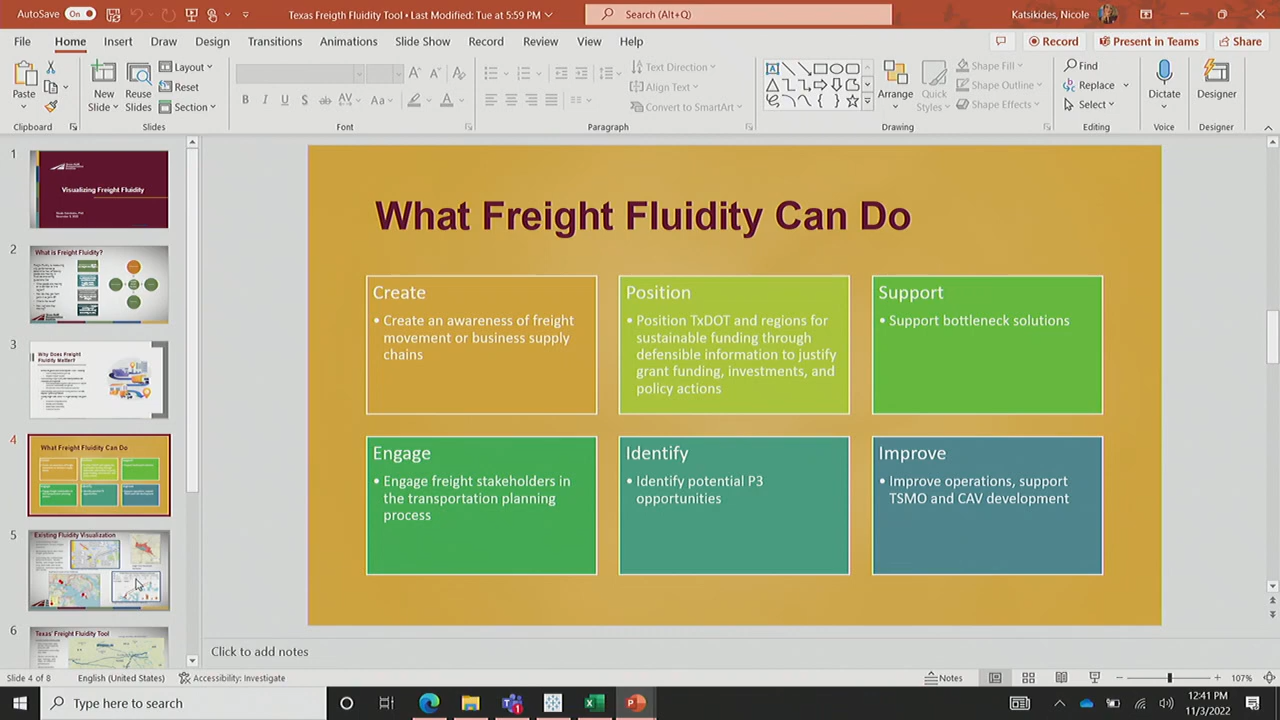 AutoSave On
Texas Freigth Fluidity Tool • Last Modified: Tue at 5:59 PM
Search (Alt+Q)
Katsikides, Nicole
File Home Insert Draw Design Transitions Animations Slide Show Record Review View Help
Record Present in Teams Share
Paste
New Slide
Reuse Slides
Layout
Reset
Section
Text Direction
Align Text
Convert to SmartArt
Arrange
Quick Styles
Shape Fill
Shape Outline
Shape Effects
Find
Replace
Select
Dictate
Designer
Clipboard Slides Font Paragraph Drawing Editing Voice Designer
1
Visualizing Freight Fluidity
2
What is Freight Fluidity?
3
Why Does Freight
Fluidity Matter?
4
What Freight Fluidity Can Do
5
Existing Fluidity Visualization
6
Texas' Freight Fluidity Tool
What Freight Fluidity Can Do
Create
• Create an awareness of freight
movement or business supply
chains
Position
• Position TxDOT and regions for
sustainable funding through
defensible information to justify
grant funding, investments, and
policy actions
Support
• Support bottleneck solutions
Engage
• Engage freight stakeholders in
the transportation planning
process
Identify
• Identify potential P3
opportunities
Improve
• Improve operations, support
TSMO and CAV development
Click to add notes
Slide 4 of 8 English (United States) Accessibility: Investigate
Notes
107%
Type here to search
12:41 PM
11/3/2022